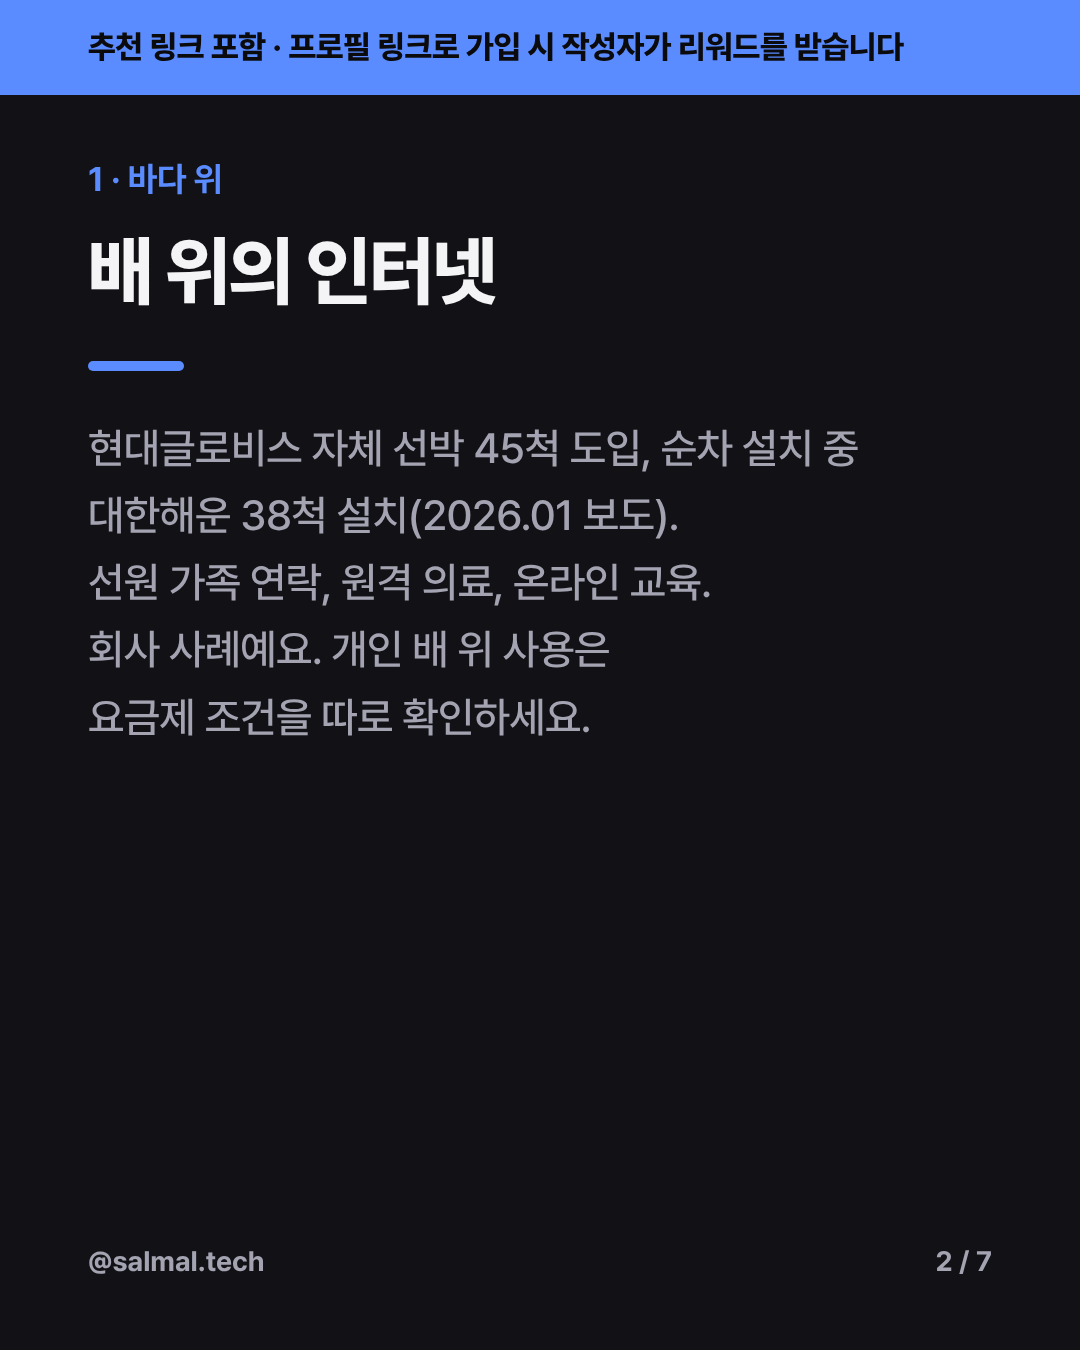 추천 링크 포함 · 프로필 링크로 가입 시 작성자가 리워드를 받습니다
1 · 바다 위
배 위의 인터넷
현대글로비스 자체 선박 45척 도입, 순차 설치 중
대한해운 38척 설치(2026.01 보도).
선원 가족 연락, 원격 의료, 온라인 교육.
회사 사례예요. 개인 배 위 사용은
요금제 조건을 따로 확인하세요.
@salmal.tech
2 / 7